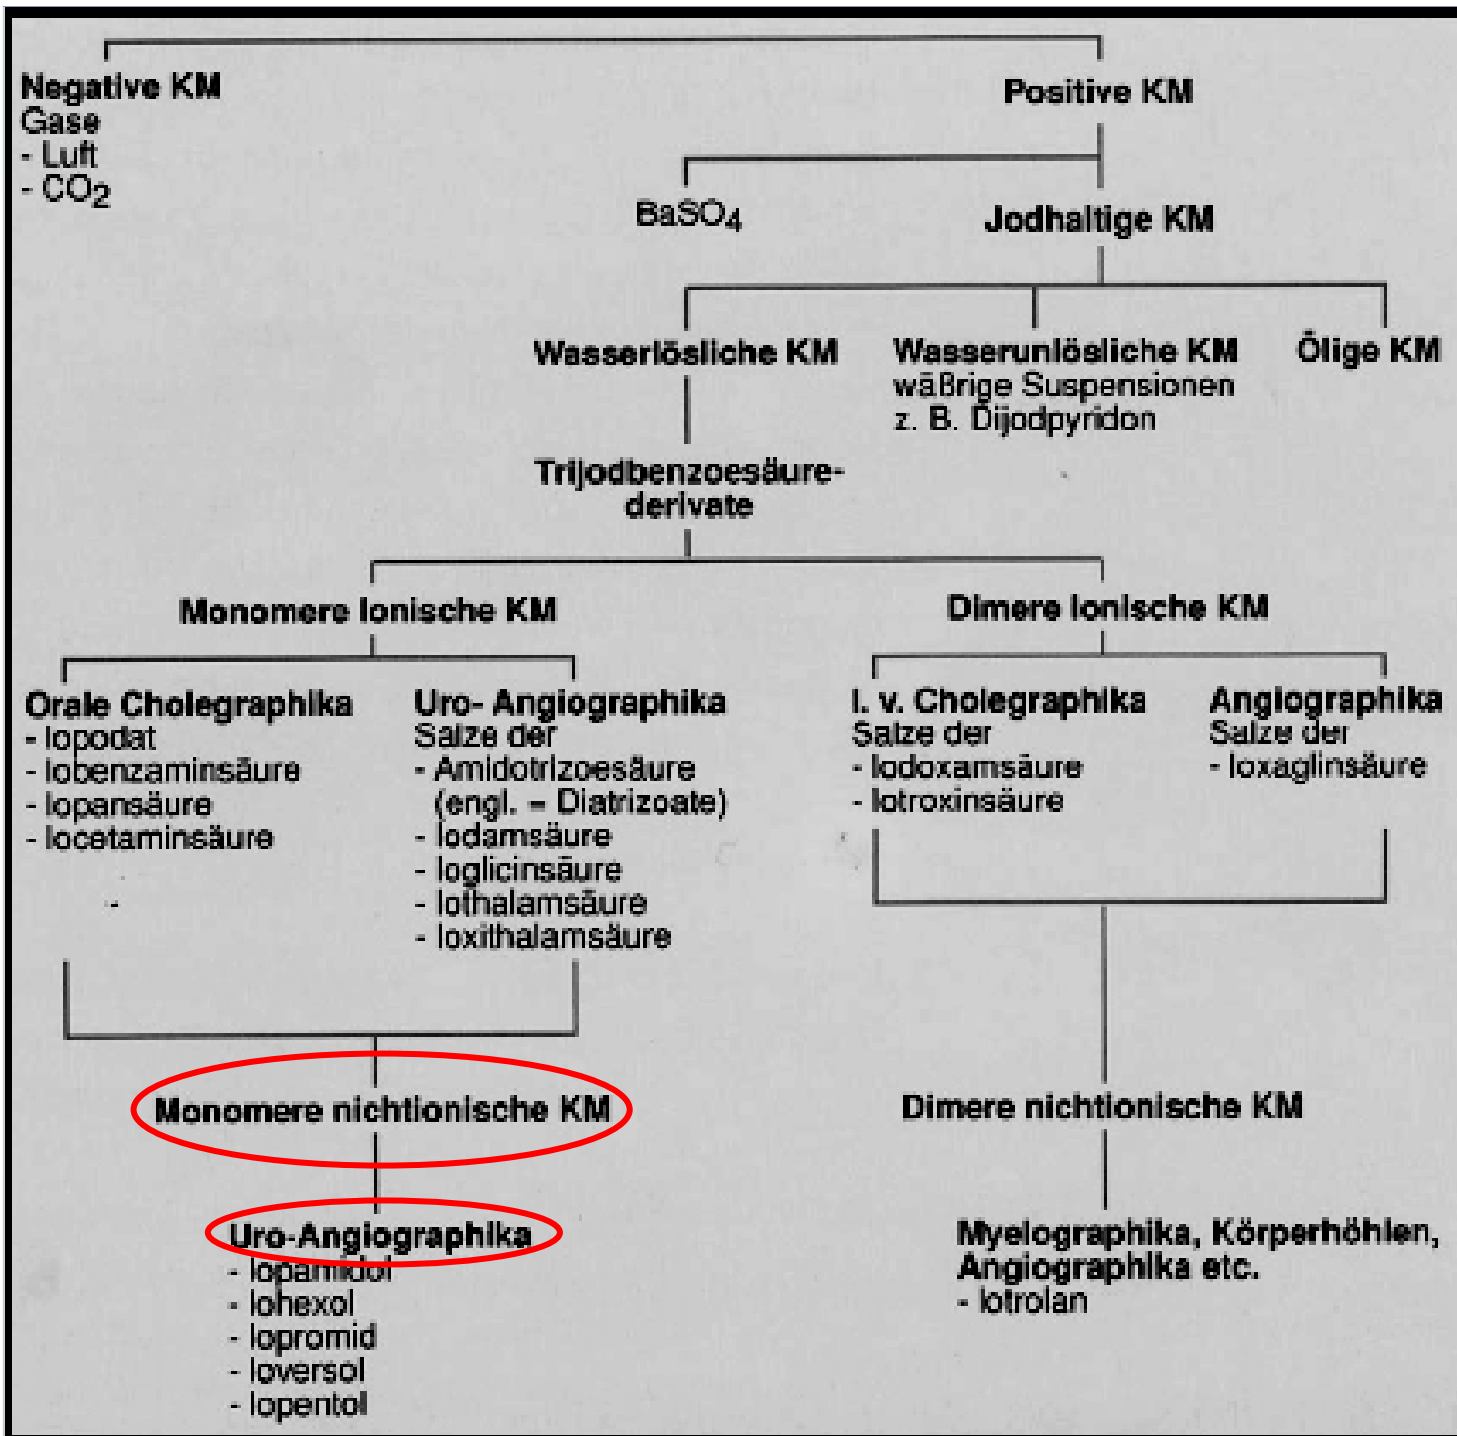 Negative KM
Gase
- Luft
- CO2
Positive KM
BaSO4
Jodhaltige KM
Wasserlösliche KM
Wasserunlösliche KM
wäßrige Suspensionen
z. B. Dijodpyridon
Ölige KM
Trijodbenzoesäure-
derivate
Monomere Ionische KM
Dimere Ionische KM
Orale Cholegraphika
- Iopodat
- Iobenzaminsäure
- Iopansäure
- Iocetaminsäure
Uro- Angiographika
Salze der
- Amidotrizoesäure
(engl. = Diatrizoate)
- Iodamsäure
- Ioglicinsäure
- Iothalamsäure
- Ioxithalamsäure
I. v. Cholegraphika
Salze der
- Iodoxamsäure
- Iotroxinsäure
Angiographika
Salze der
- Ioxaglinsäure
Monomere nichtionische KM
Dimere nichtionische KM
Uro-Angiographika
- Iopamidol
- Iohexol
- Iopromid
- Ioversol
- Iopentol
Myelographika, Körperhöhlen,
Angiographika etc.
- Iotrolan